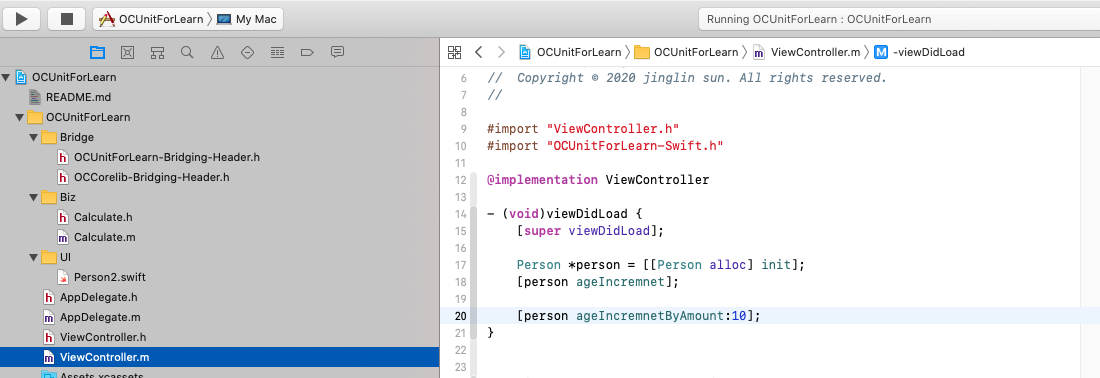 OCUnitForLearn 〉 My Mac
Running OCUnitForLearn : OCUnitForLearn
OCUnitForLearn 〉 OCUnitForLearn 〉 ViewController.m 〉 M -viewDidLoad
OCUnitForLearn
README.md
OCUnitForLearn
Bridge
h OCUnitForLearn-Bridging-Header.h
h OCCorelib-Bridging-Header.h
Biz
h Calculate.h
m Calculate.m
UI
Person2.swift
h AppDelegate.h
m AppDelegate.m
h ViewController.h
m ViewController.m
Assets.xcassets
6 //  Copyright © 2020 jinglin sun. All rights reserved.
7 //
8
9 #import "ViewController.h"
10 #import "OCUnitForLearn-Swift.h"
11
12 @implementation ViewController
13
14 - (void)viewDidLoad {
15     [super viewDidLoad];
16
17     Person *person = [[Person alloc] init];
18     [person ageIncremnet];
19
20     [person ageIncremnetByAmount:10];
21 }
22
23